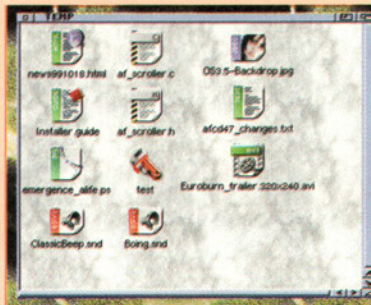 TEMP
news991018.html
af_scroller.c
OS3.5-Backdrop.jpg
Installer.guide
af_scroller.h
afcd47_changes.txt
emergence_alife.ps
test
Euroburn_trailer.320x240.avi
ClassicBeep.snd
Boing.snd